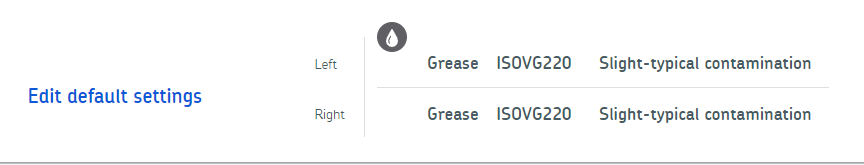 Left Grease ISOVG220 Slight-typical contamination
Edit default settings
Right Grease ISOVG220 Slight-typical contamination